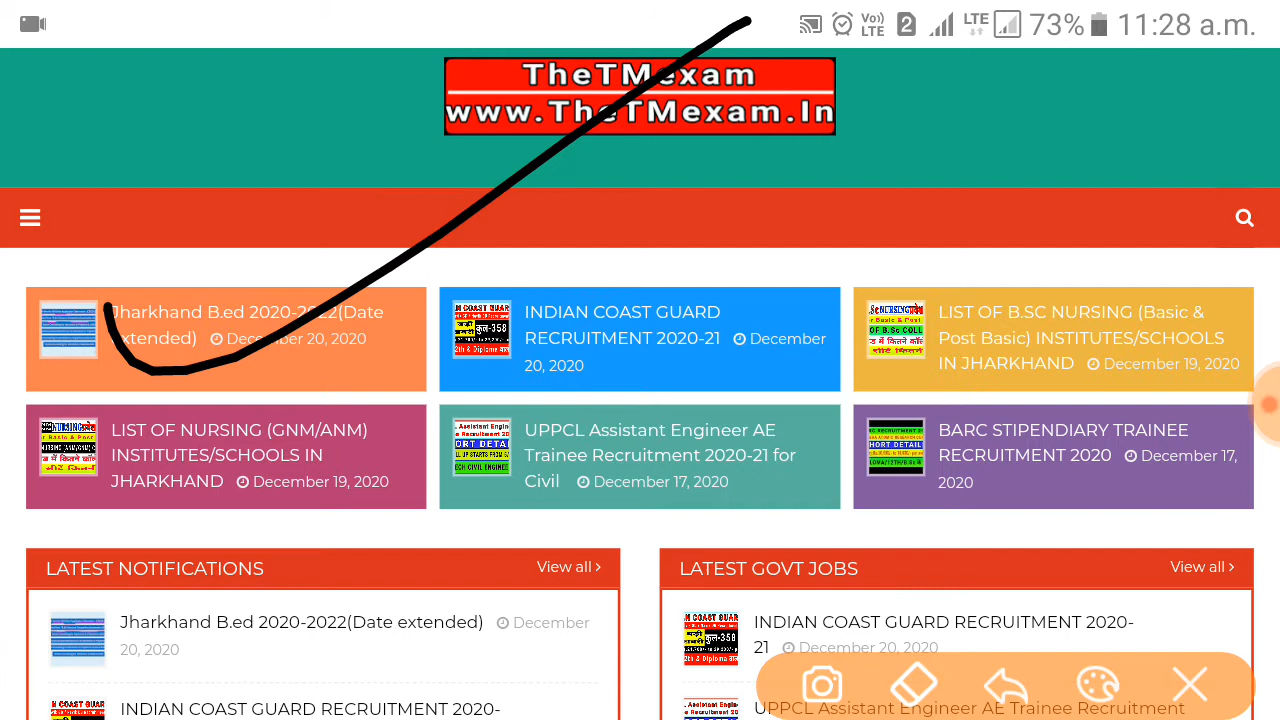 Vo))
LTE
2
LTE
73%
11:28 a.m.
TheTMexam
www.TheTMexam.In
Jharkhand B.ed 2020-2022(Date
extended) December 20, 2020
INDIAN COAST GUARD
RECRUITMENT 2020-21 December
20, 2020
LIST OF B.SC NURSING (Basic &
Post Basic) INSTITUTES/SCHOOLS
IN JHARKHAND December 19, 2020
LIST OF NURSING (GNM/ANM)
INSTITUTES/SCHOOLS IN
JHARKHAND December 19, 2020
UPPCL Assistant Engineer AE
Trainee Recruitment 2020-21 for
Civil December 17, 2020
BARC STIPENDIARY TRAINEE
RECRUITMENT 2020 December 17,
2020
LATEST NOTIFICATIONS
View all
Jharkhand B.ed 2020-2022(Date extended) December
20, 2020
INDIAN COAST GUARD RECRUITMENT 2020-
LATEST GOVT JOBS
View all
INDIAN COAST GUARD RECRUITMENT 2020-
21 December 20, 2020
UPPCL Assistant Engineer AE Trainee Recruitment